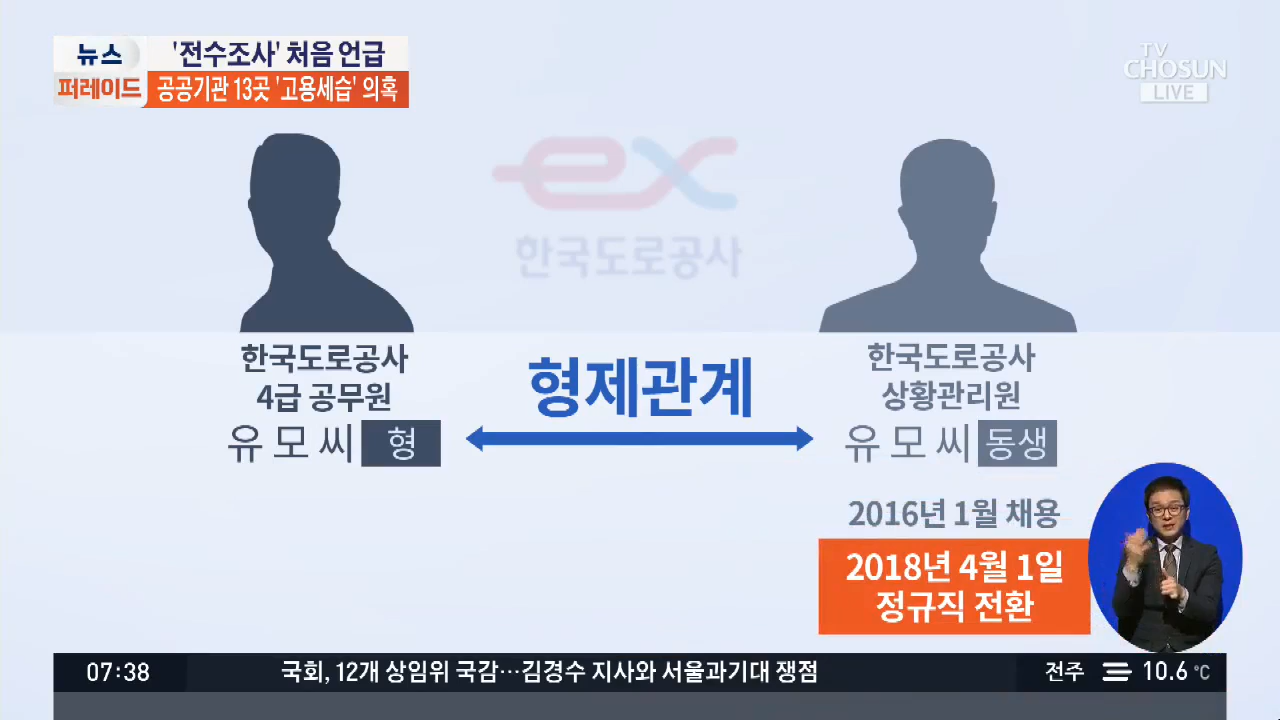 뉴스
퍼레이드
'전수조사' 처음 언급
공공기관 13곳 '고용세습' 의혹
TV
CHOSUN
LIVE
ex
한국도로공사
한국도로공사
4급 공무원
유 모 씨 형
형제관계
한국도로공사
상황관리원
유 모 씨 동생
2016년 1월 채용
2018년 4월 1일
정규직 전환
07:38
국회, 12개 상임위 국감…김경수 지사와 서울과기대 쟁점
전주 10.6 ℃